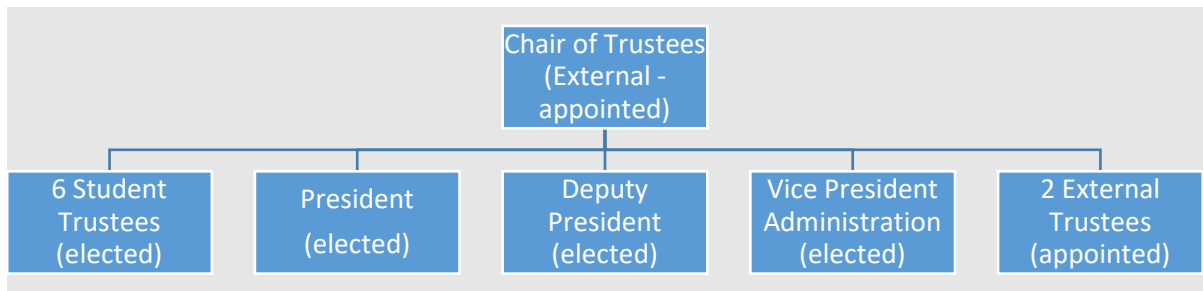 Chair of Trustees
(External -
appointed)
6 Student
Trustees
(elected)
President
(elected)
Deputy
President
(elected)
Vice President
Administration
(elected)
2 External
Trustees
(appointed)